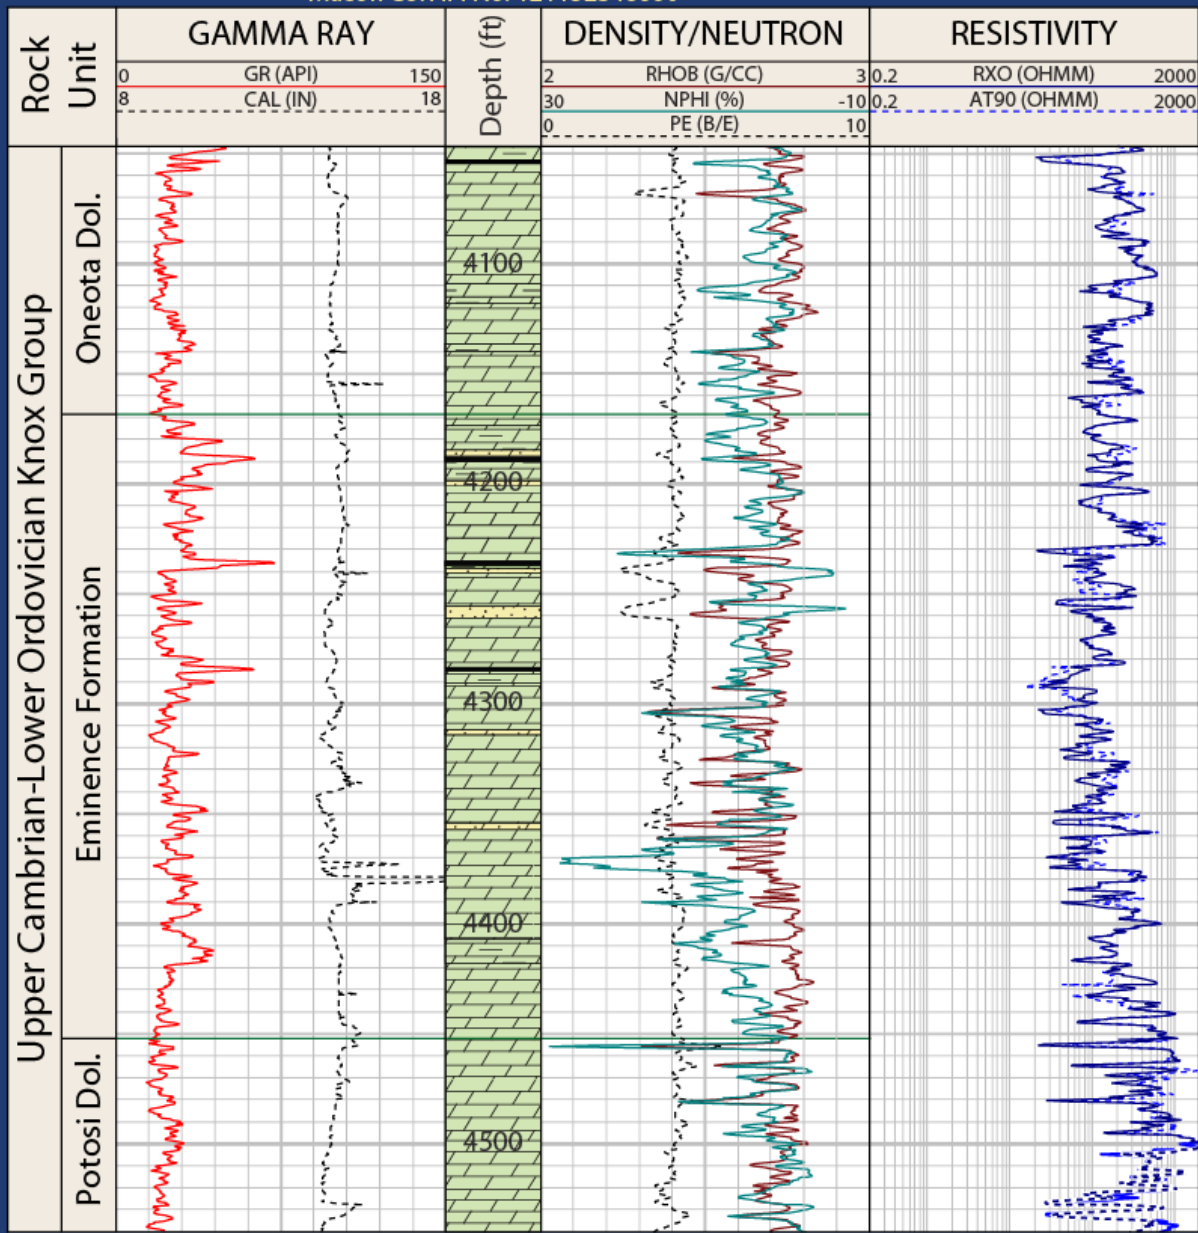 GAMMA RAY
DENSITY/NEUTRON
RESISTIVITY
Rock
Unit
Depth (ft)
0 GR (API) 150
8 CAL (IN) 18
2 RHOB (G/CC) 3
30 NPHI (%) -10
0 PE (B/E) 10
0.2 RXO (OHMM) 2000
0.2 AT90 (OHMM) 2000
Upper Cambrian-Lower Ordovician Knox Group
Oneota Dol.
Eminence Formation
Potosi Dol.
4100
4200
4300
4400
4500